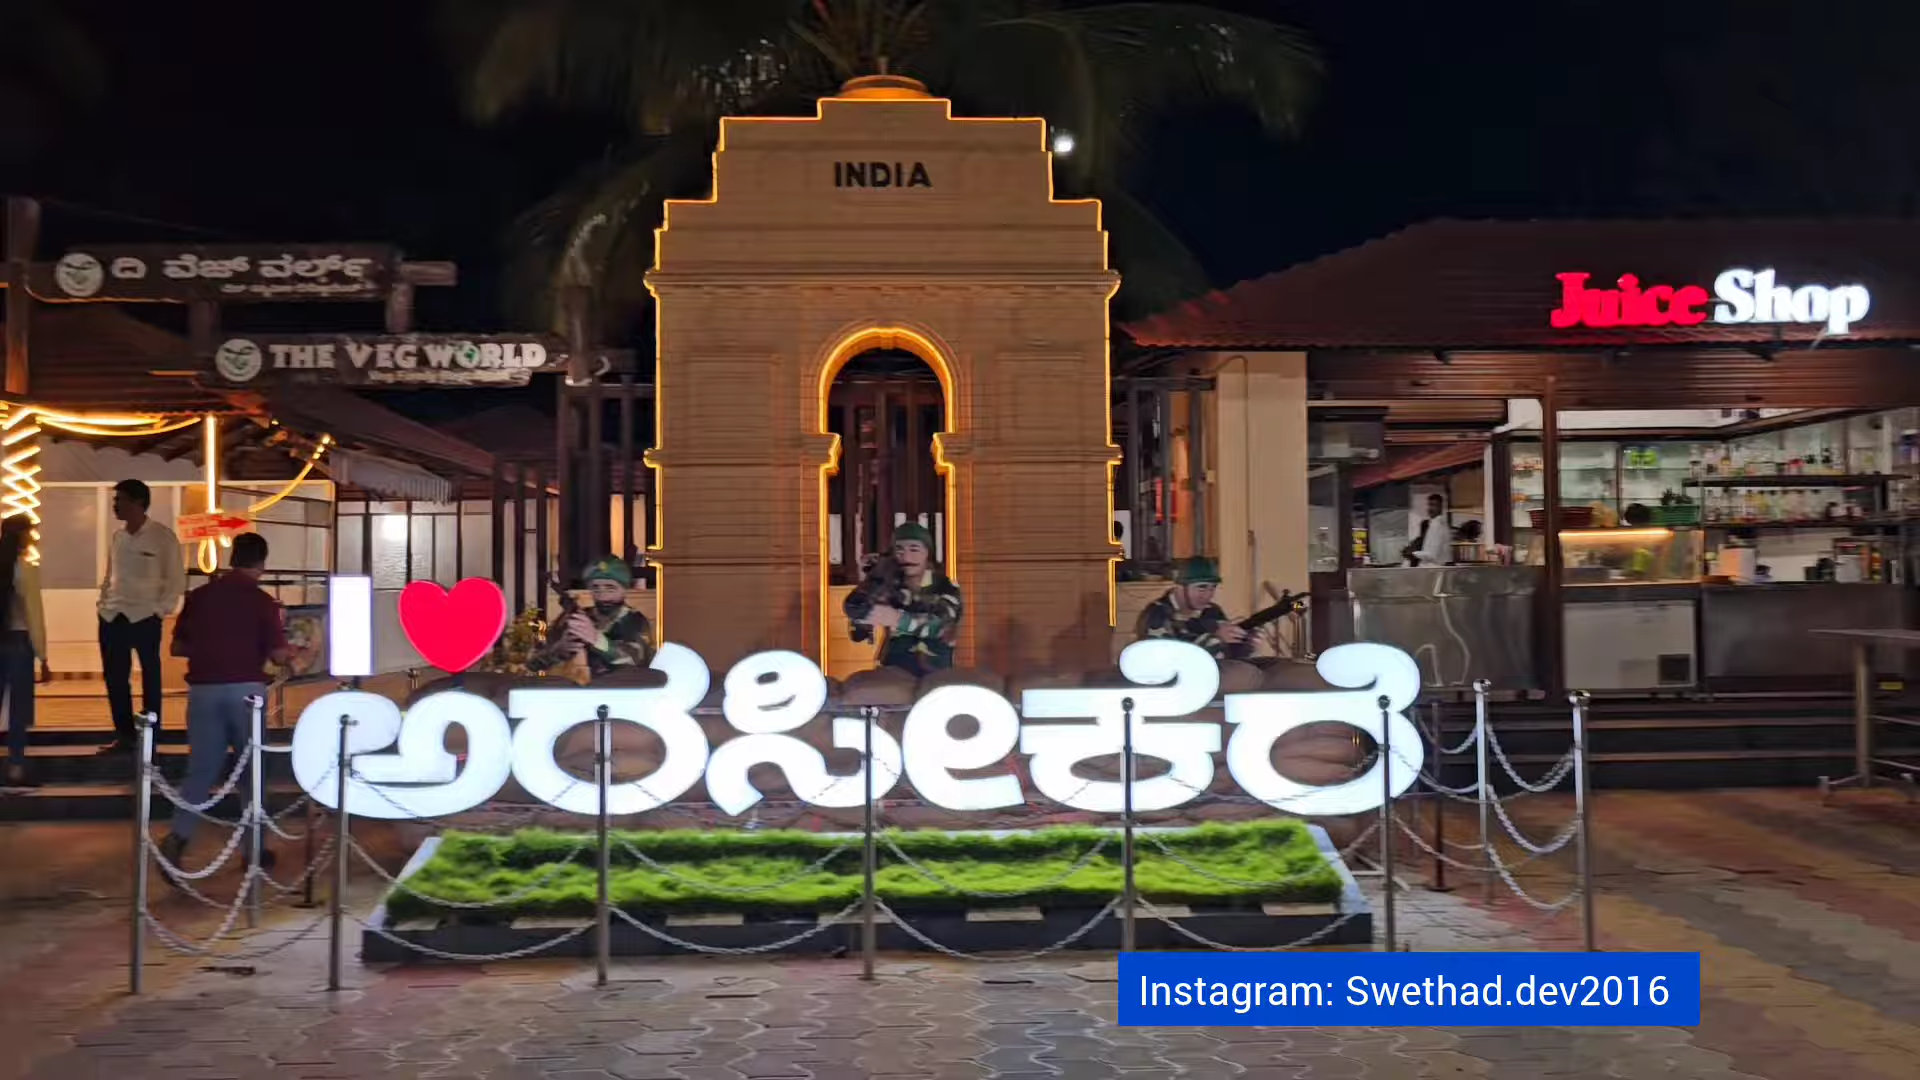 INDIA
ದಿ ವೆಜ್ ವರ್ಲ್ಡ್
THE VEG WORLD
Juice Shop
I ❤
ಅರಸೀಕೆರೆ
Instagram: Swethad.dev2016